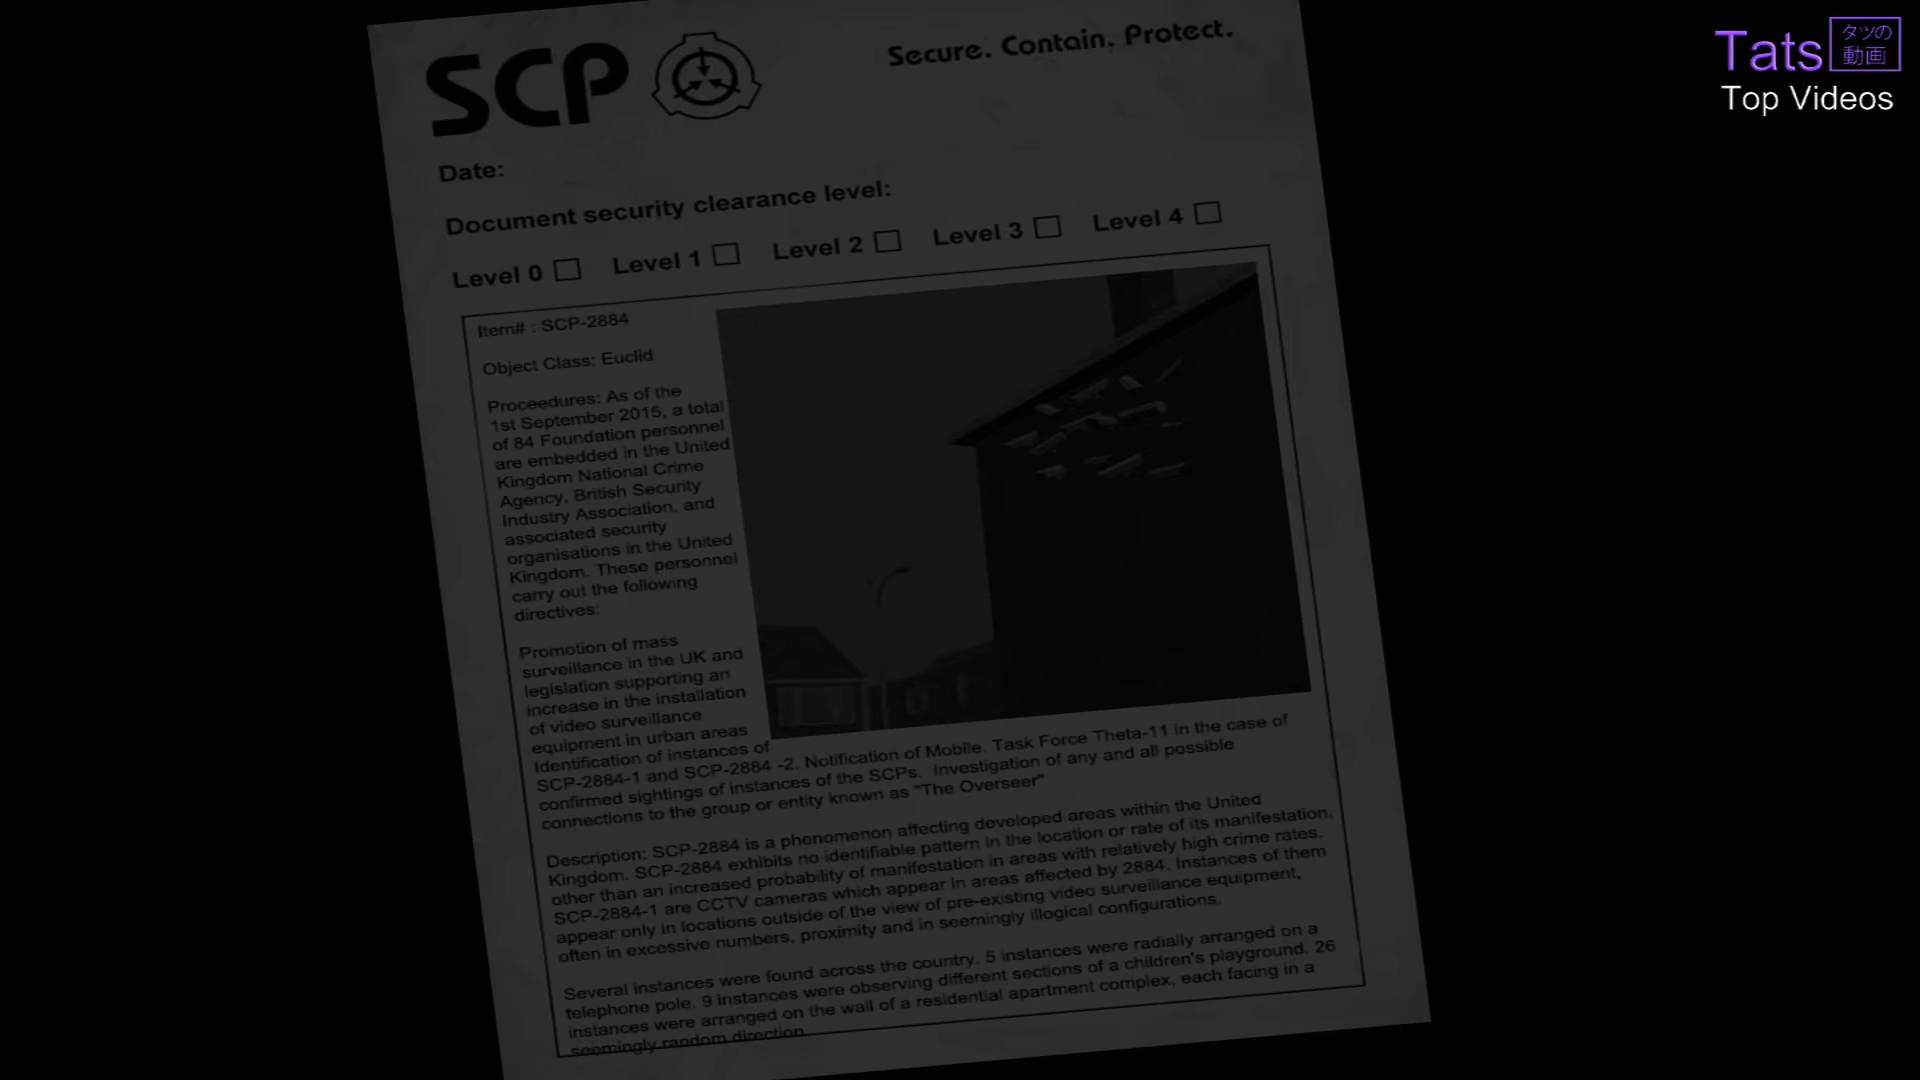 SCP
Secure. Contain. Protect.
Tats タツの動画
Top Videos
Date:
Document security clearance level:
Level 0 Level 1 Level 2 Level 3 Level 4
Item# : SCP-2884
Object Class: Euclid
Proceedures: As of the
1st September 2015, a total
of 84 Foundation personnel
are embedded in the United
Kingdom National Crime
Agency, British Security
Industry Association, and
associated security
organisations in the United
Kingdom. These personnel
carry out the following
directives:
Promotion of mass
surveillance in the UK and
legislation supporting an
increase in the installation
of video surveillance
equipment in urban areas
Identification of instances of
SCP-2884-1 and SCP-2884 -2. Notification of Mobile. Task Force Theta-11 in the case of
confirmed sightings of instances of the SCPs. Investigation of any and all possible
connections to the group or entity known as "The Overseer"
Description: SCP-2884 is a phenomenon affecting developed areas within the United
Kingdom. SCP-2884 exhibits no identifiable pattern in the location or rate of its manifestation,
other than an increased probability of manifestation in areas with relatively high crime rates.
SCP-2884-1 are CCTV cameras which appear in areas affected by 2884. Instances of them
appear only in locations outside of the view of pre-existing video surveillance equipment,
often in excessive numbers, proximity and in seemingly illogical configurations.
Several instances were found across the country. 5 instances were radially arranged on a
telephone pole. 9 instances were observing different sections of a children's playground. 26
instances were arranged on the wall of a residential apartment complex, each facing in a
seemingly random direction.